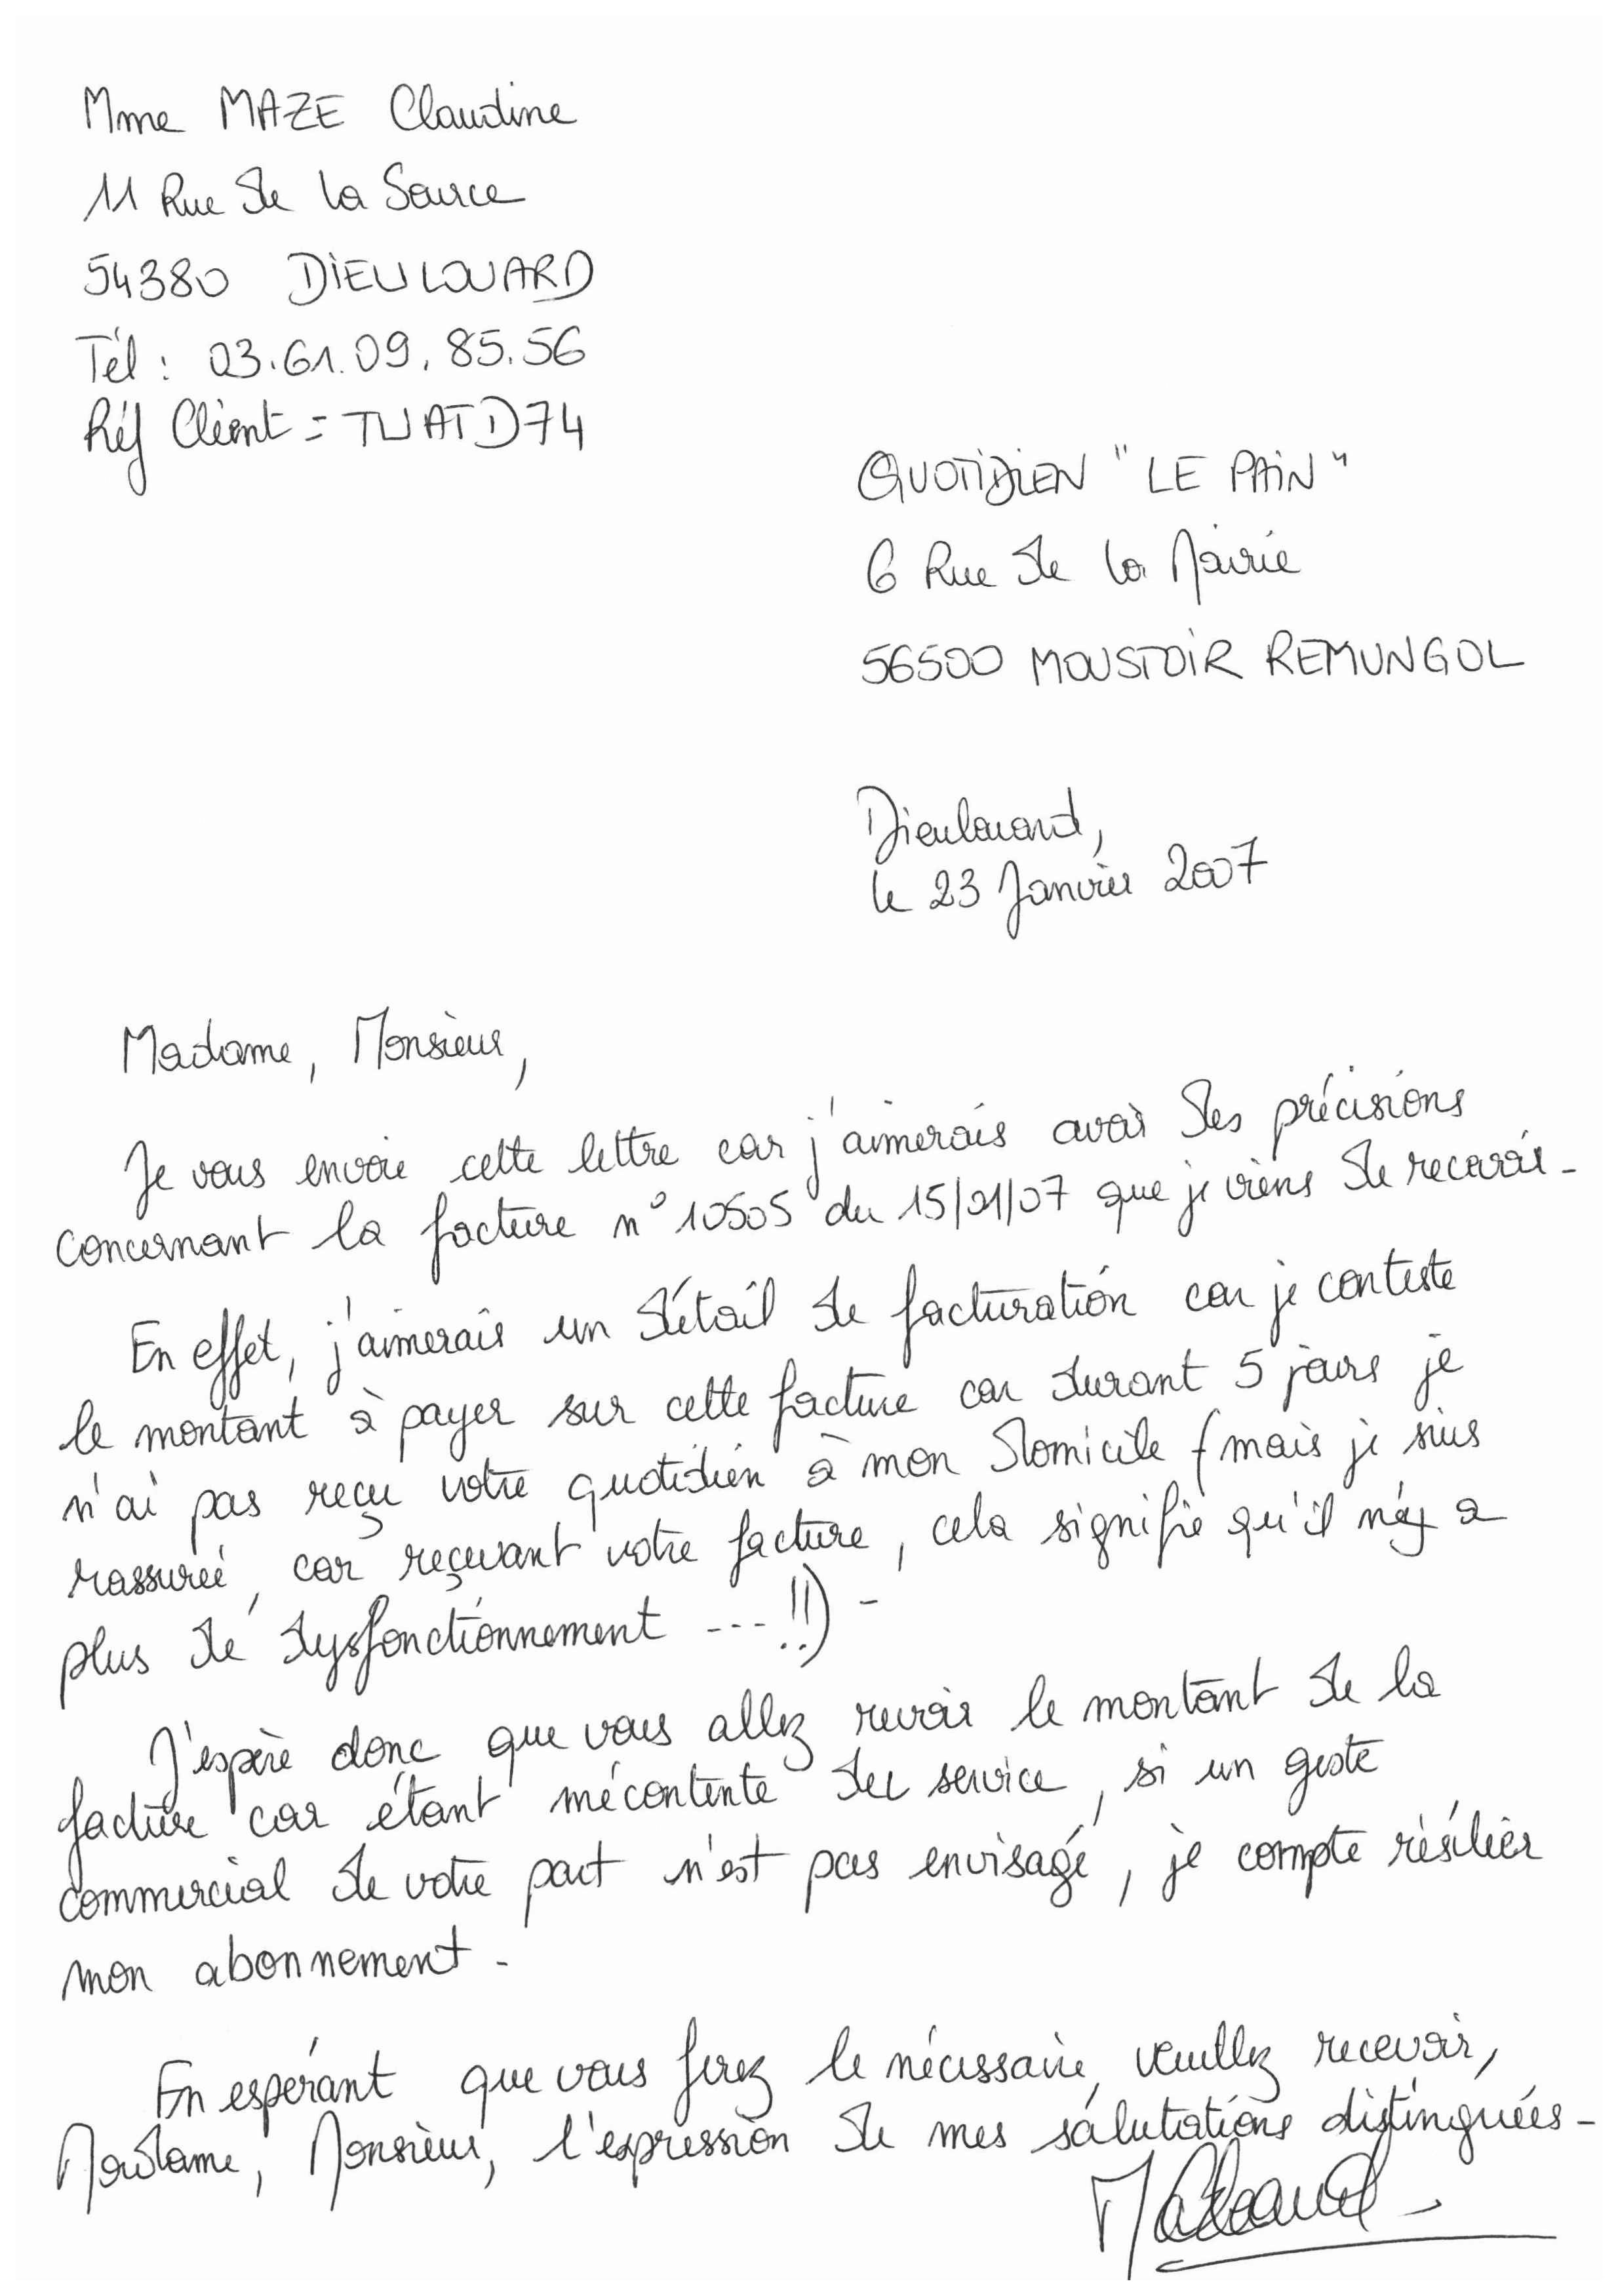 Mme MAZE Claudine
11 Rue de la Source
54380 DIEULOUARD
Tél : 03.61.09.85.56
Réf Client = TWATD74
QUOTIDIEN "LE PAIN"
6 Rue de la Mairie
56500 MOUSTOIR REMUNGOL
Dieulouard,
le 23 Janvier 2007
Madame, Monsieur,
Je vous envoie cette lettre car j'aimerais avoir des précisions
concernant la facture n° 10505 du 15/01/07 que je viens de recevoir -
En effet, j'aimerais un détail de facturation car je conteste
le montant à payer sur cette facture car durant 5 jours je
n'ai pas reçu votre quotidien à mon domicile (mais je suis
rassurée, car reçevant votre facture, cela signifie qu'il n'y a
plus de dysfonctionnement ---!!) -
J'espère donc que vous allez revoir le montant de la
facture car étant mécontente du service, si un geste
commercial de votre part n'est pas envisagé, je compte résilier
mon abonnement -
En espérant que vous ferez le nécessaire, veuillez recevoir,
Madame, Monsieur, l'expression de mes salutations distinguées -